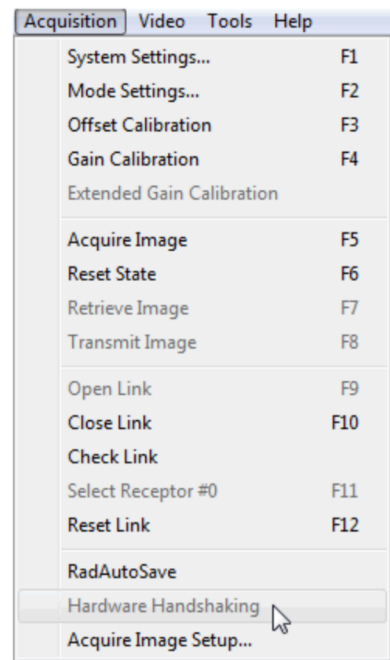 Acquisition Video Tools Help
System Settings... F1
Mode Settings... F2
Offset Calibration F3
Gain Calibration F4
Extended Gain Calibration
Acquire Image F5
Reset State F6
Retrieve Image F7
Transmit Image F8
Open Link F9
Close Link F10
Check Link
Select Receptor #0 F11
Reset Link F12
RadAutoSave
Hardware Handshaking
Acquire Image Setup...